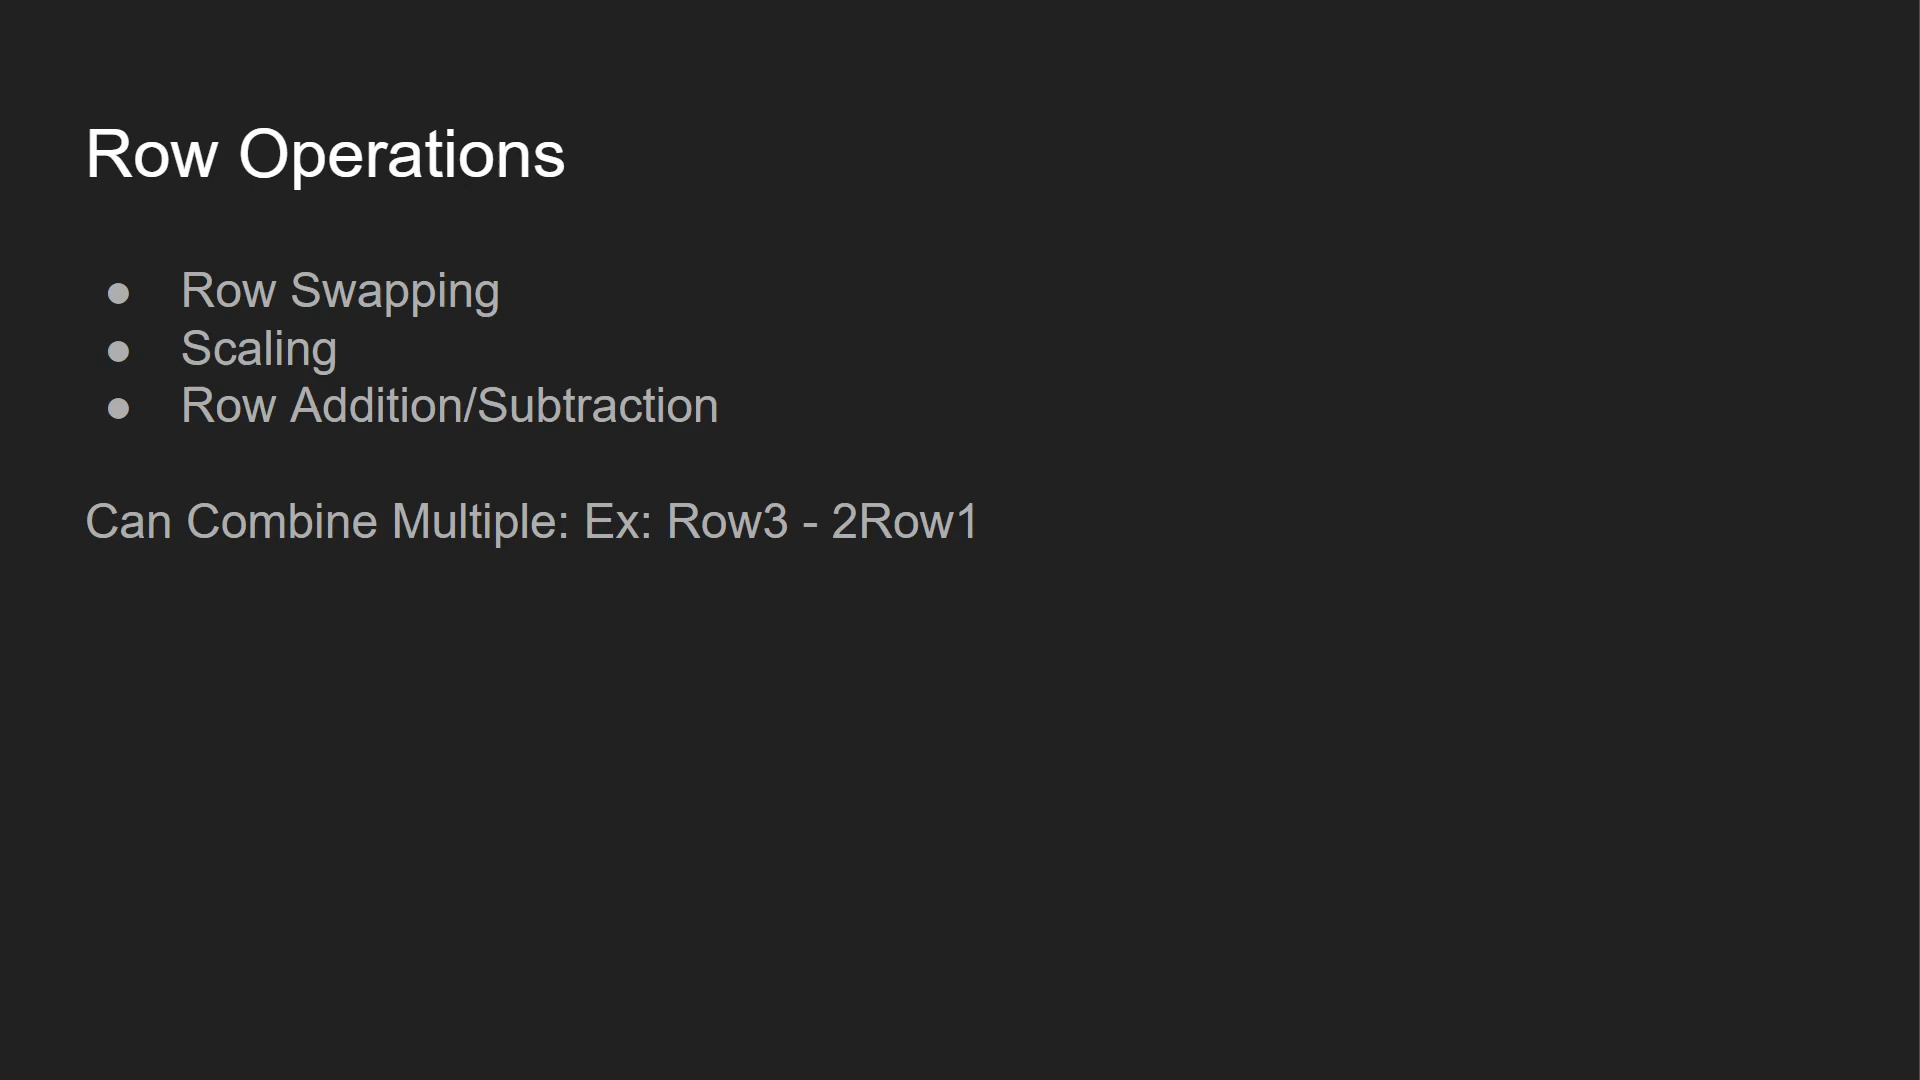 Row Operations
● Row Swapping
● Scaling
● Row Addition/Subtraction
Can Combine Multiple: Ex: Row3 - 2Row1